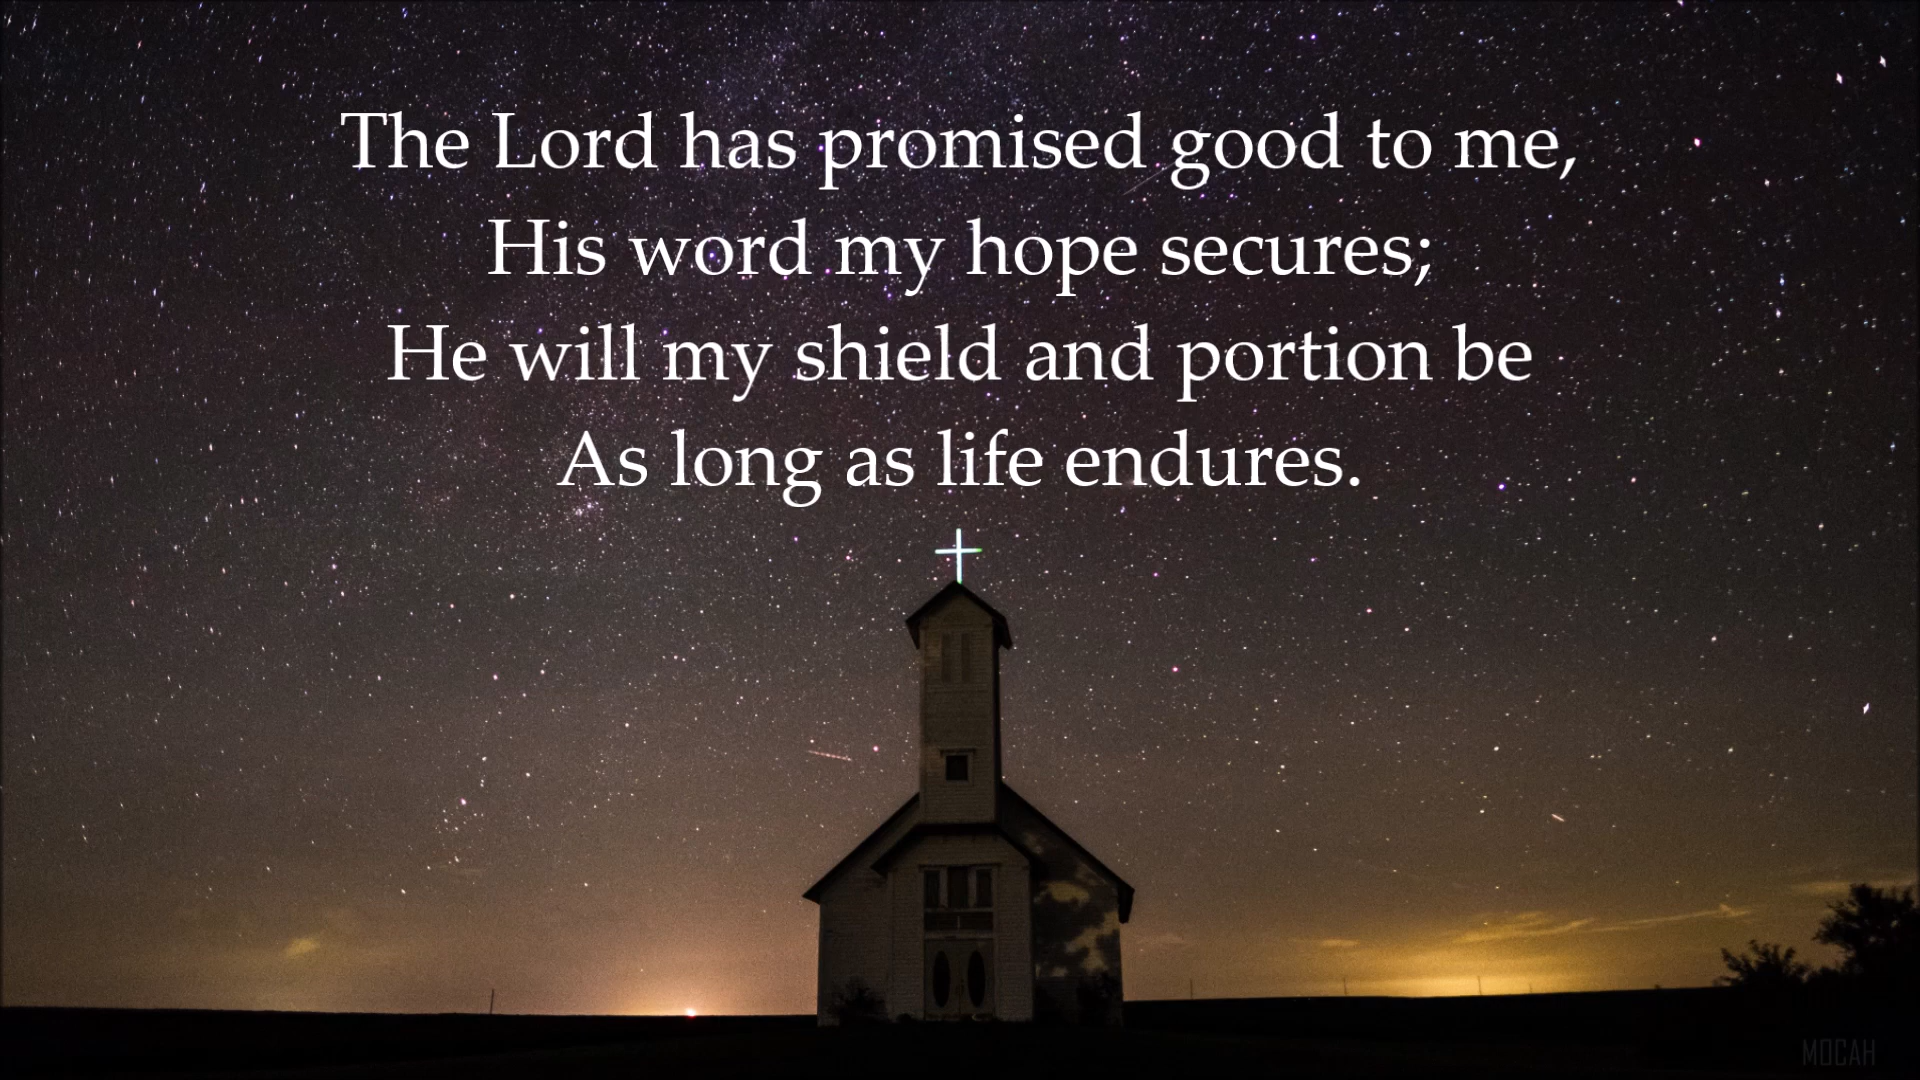 The Lord has promised good to me,
His word my hope secures;
He will my shield and portion be
As long as life endures.
MOCAH